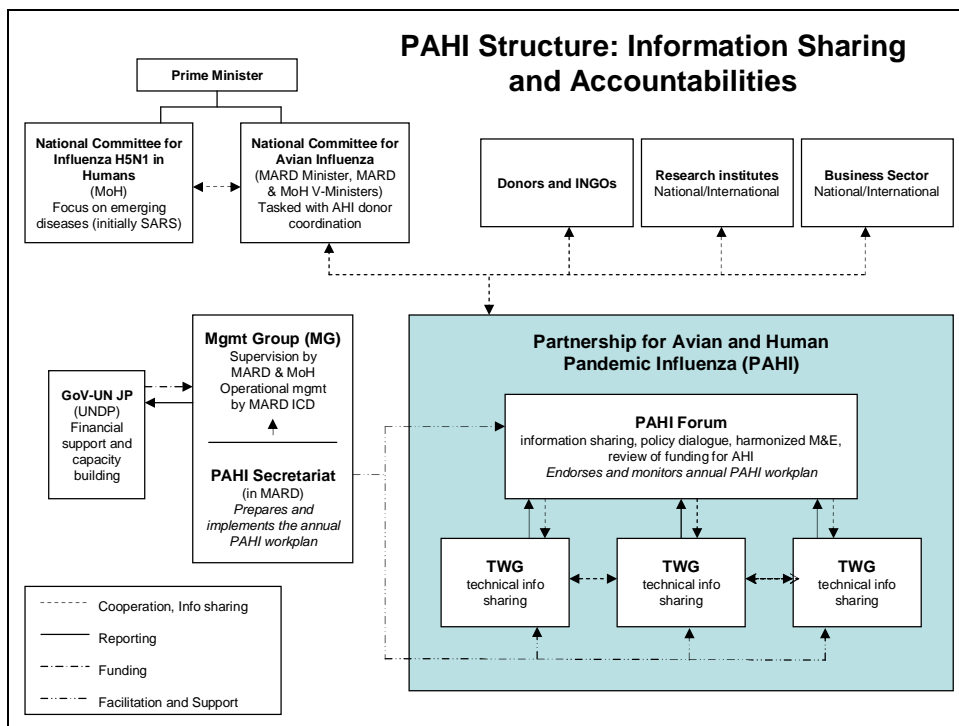 PAHI Structure: Information Sharing
and Accountabilities
Prime Minister
National Committee for
Influenza H5N1 in
Humans
(MoH)
Focus on emerging
diseases (initially SARS)
National Committee for
Avian Influenza
(MARD Minister, MARD
& MoH V-Ministers)
Tasked with AHI donor
coordination
Donors and INGOs
Research institutes
National/International
Business Sector
National/International
GoV-UN JP
(UNDP)
Financial
support and
capacity
building
Mgmt Group (MG)
Supervision by
MARD & MoH
Operational mgmt
by MARD ICD
PAHI Secretariat
(in MARD)
Prepares and
implements the annual
PAHI workplan
Partnership for Avian and Human
Pandemic Influenza (PAHI)
PAHI Forum
information sharing, policy dialogue, harmonized M&E,
review of funding for AHI
Endorses and monitors annual PAHI workplan
TWG
technical info
sharing
TWG
technical info
sharing
TWG
technical info
sharing
Cooperation, Info sharing
Reporting
Funding
Facilitation and Support